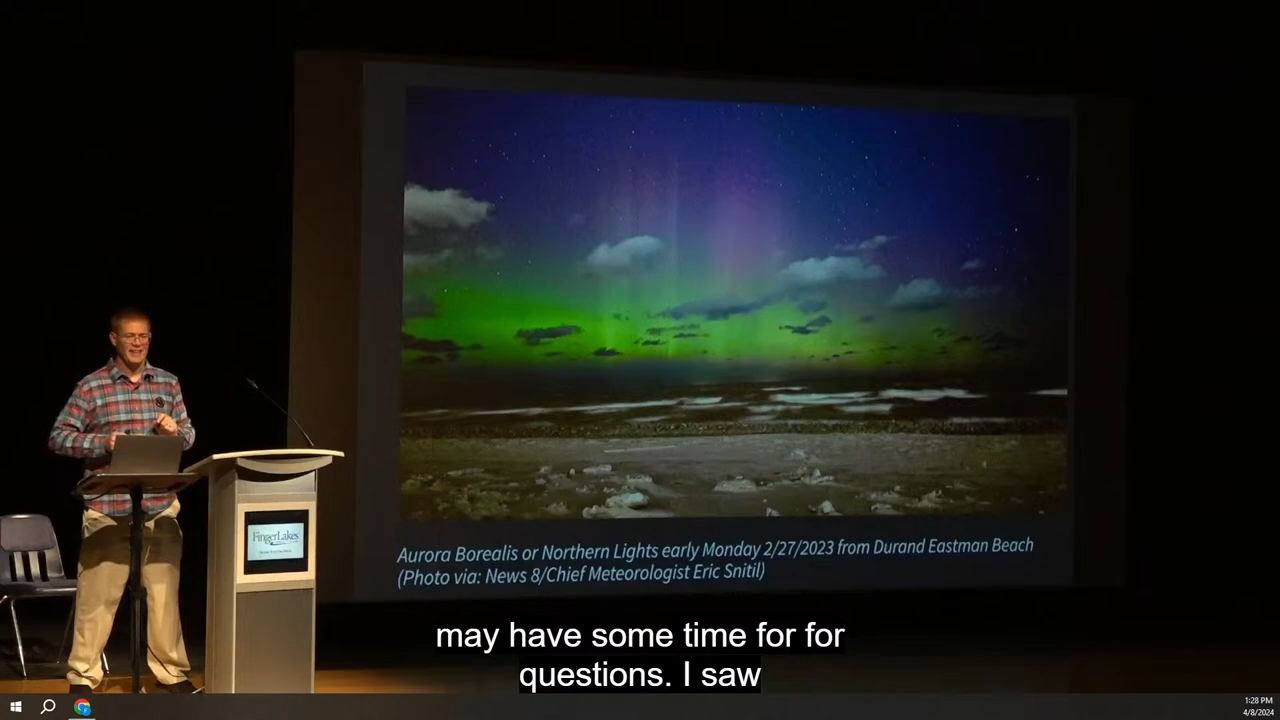 FingerLakes
Aurora Borealis or Northern Lights early Monday 2/27/2023 from Durand Eastman Beach
(Photo via: News 8/Chief Meteorologist Eric Snitil)
may have some time for for
questions. I saw
1:28 PM
4/8/2024